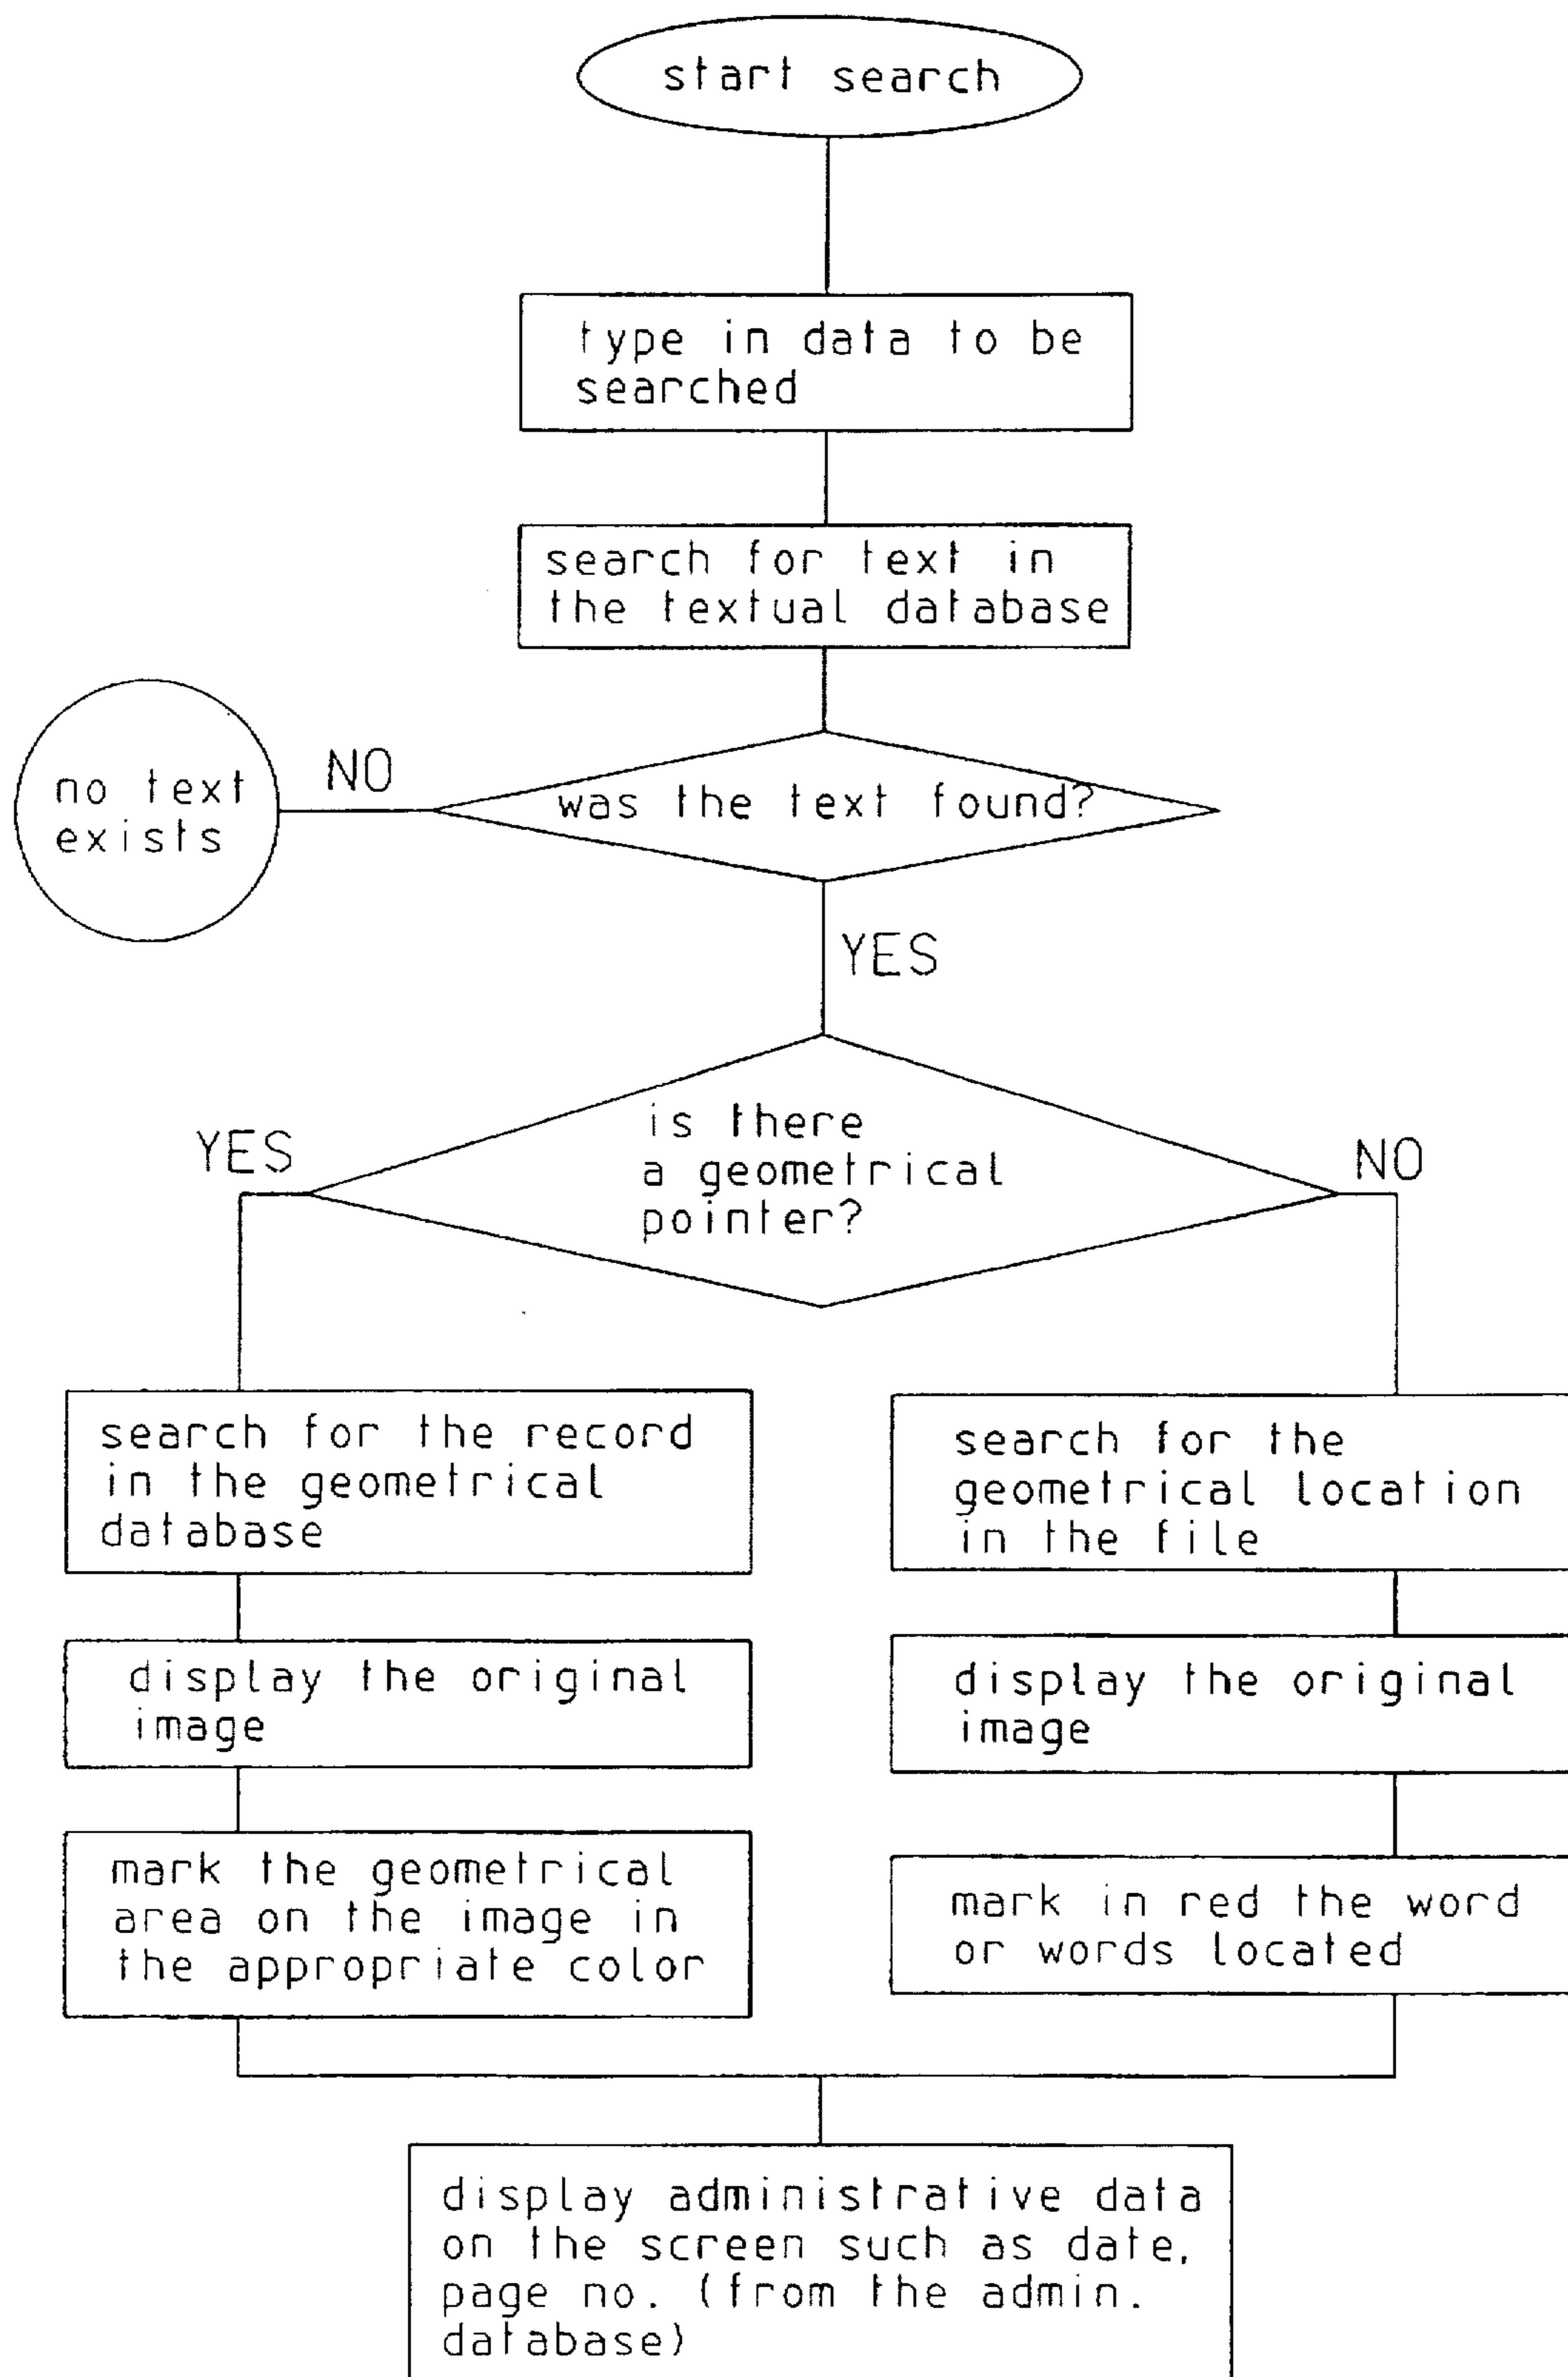 start search
type in data to be
searched
search for text in
the textual database
was the text found?
NO
no text
exists
YES
is there
a geometrical
pointer?
YES
NO
search for the record
in the geometrical
database
display the original
image
mark the geometrical
area on the image in
the appropriate color
search for the
geometrical location
in the file
display the original
image
mark in red the word
or words located
display administrative data
on the screen such as date,
page no. (from the admin.
database)